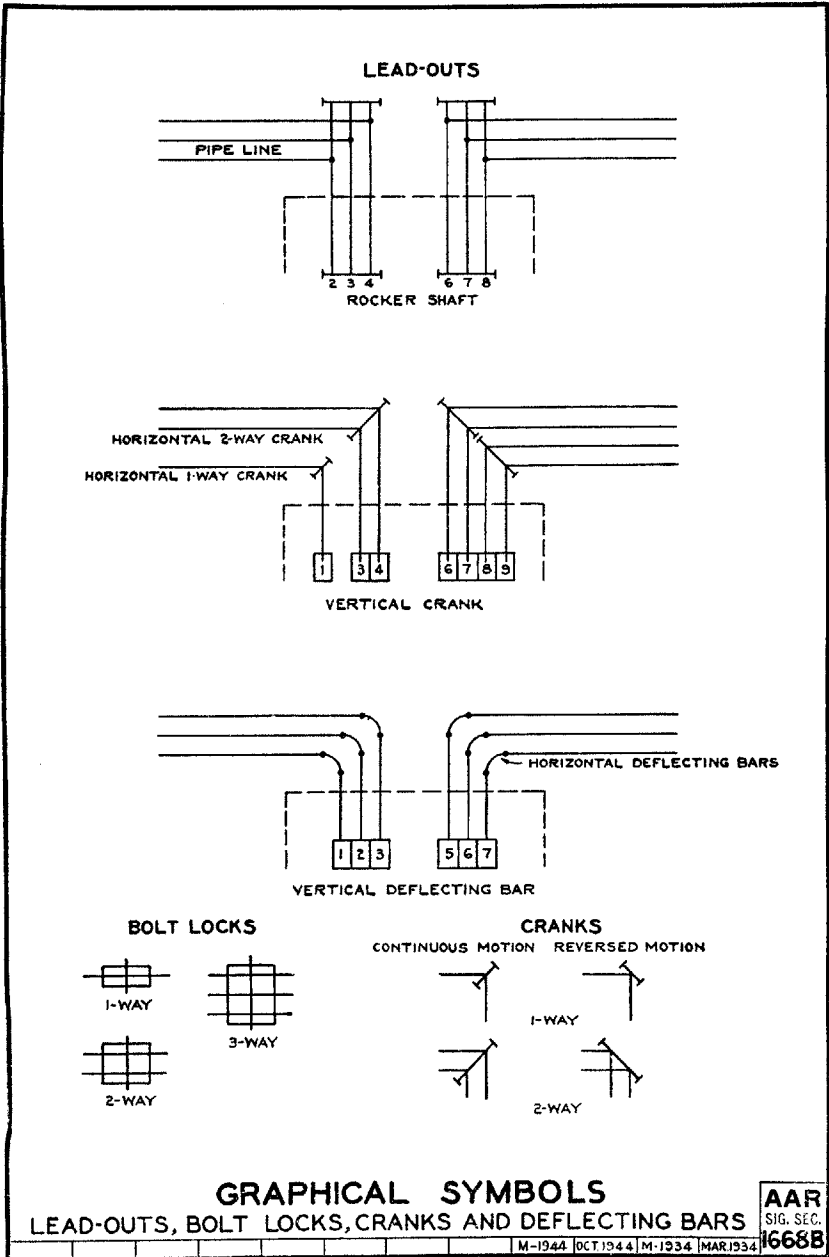 LEAD-OUTS
PIPE LINE
2 3 4 6 7 8
ROCKER SHAFT
HORIZONTAL 2-WAY CRANK
HORIZONTAL 1-WAY CRANK
1 3 4 6 7 8 9
VERTICAL CRANK
HORIZONTAL DEFLECTING BARS
1 2 3 5 6 7
VERTICAL DEFLECTING BAR
BOLT LOCKS
1-WAY
3-WAY
2-WAY
CRANKS
CONTINUOUS MOTION REVERSED MOTION
1-WAY
2-WAY
GRAPHICAL SYMBOLS
LEAD-OUTS, BOLT LOCKS, CRANKS AND DEFLECTING BARS
AAR
SIG. SEC.
1668B
M-1944 OCT.1944 M-1934 MAR.1934